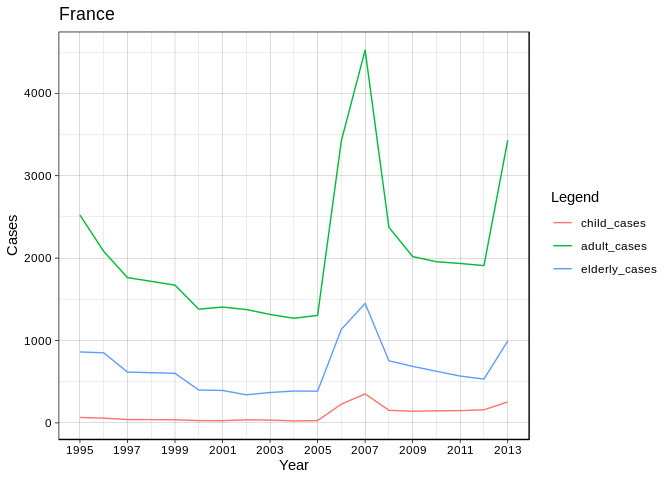 France
4000
3000
2000
1000
0
Cases
1995 1997 1999 2001 2003 2005 2007 2009 2011 2013
Year
Legend
child_cases
adult_cases
elderly_cases